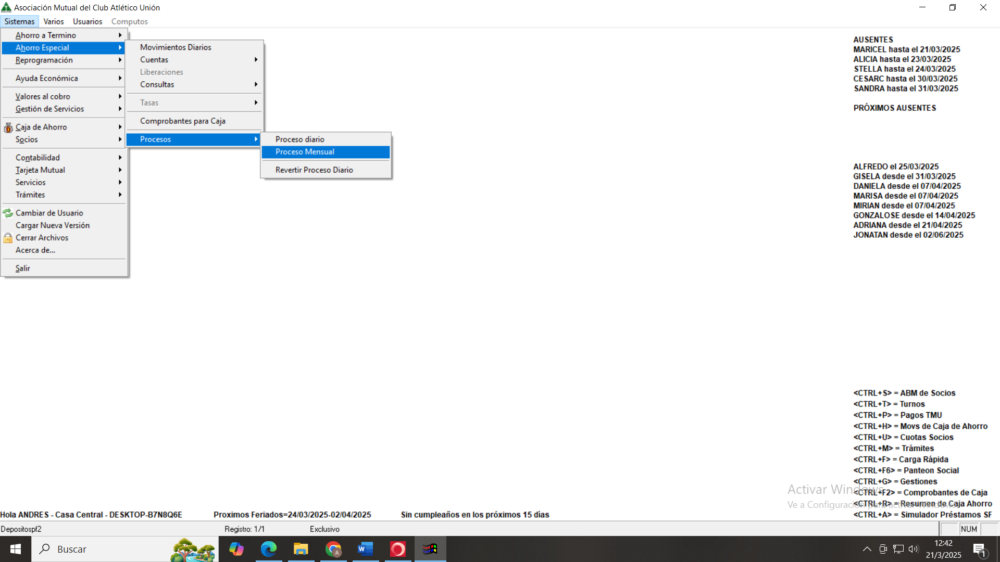 Asociación Mutual del Club Atlético Unión
Sistemas Varios Usuarios Computos
Ahorro a Termino
Ahorro Especial
Reprogramación
Ayuda Económica
Valores al cobro
Gestión de Servicios
Caja de Ahorro
Socios
Contabilidad
Tarjeta Mutual
Servicios
Trámites
Cambiar de Usuario
Cargar Nueva Versión
Cerrar Archivos
Acerca de...
Salir
Movimientos Diarios
Cuentas
Liberaciones
Consultas
Tasas
Comprobantes para Caja
Procesos
Proceso diario
Proceso Mensual
Revertir Proceso Diario
AUSENTES
MARICEL hasta el 21/03/2025
ALICIA hasta el 23/03/2025
STELLA hasta el 24/03/2025
CESARC hasta el 30/03/2025
SANDRA hasta el 31/03/2025
PRÓXIMOS AUSENTES
ALFREDO el 25/03/2025
GISELA desde el 31/03/2025
DANIELA desde el 07/04/2025
MARISA desde el 07/04/2025
MIRIAN desde el 07/04/2025
GONZALOSE desde el 14/04/2025
ADRIANA desde el 21/04/2025
JONATAN desde el 02/06/2025
<CTRL+S> = ABM de Socios
<CTRL+T> = Turnos
<CTRL+P> = Pagos TMU
<CTRL+H> = Movs de Caja de Ahorro
<CTRL+U> = Cuotas Socios
<CTRL+M> = Trámites
<CTRL+F> = Carga Rápida
<CTRL+F6> = Panteon Social
<CTRL+G> = Gestiones
<CTRL+F2> = Comprobantes de Caja
<CTRL+R> = Resumen de Caja Ahorro
<CTRL+A> = Simulador Préstamos SF
Activar Windows
Ve a Configuración para activar Windows.
Hola ANDRES - Casa Central - DESKTOP-B7N8Q6E Proximos Feriados=24/03/2025-02/04/2025 Sin cumpleaños en los próximos 15 días
Depositospf2 Registro: 1/1 Exclusivo NUM
Buscar
12:42
21/3/2025
1